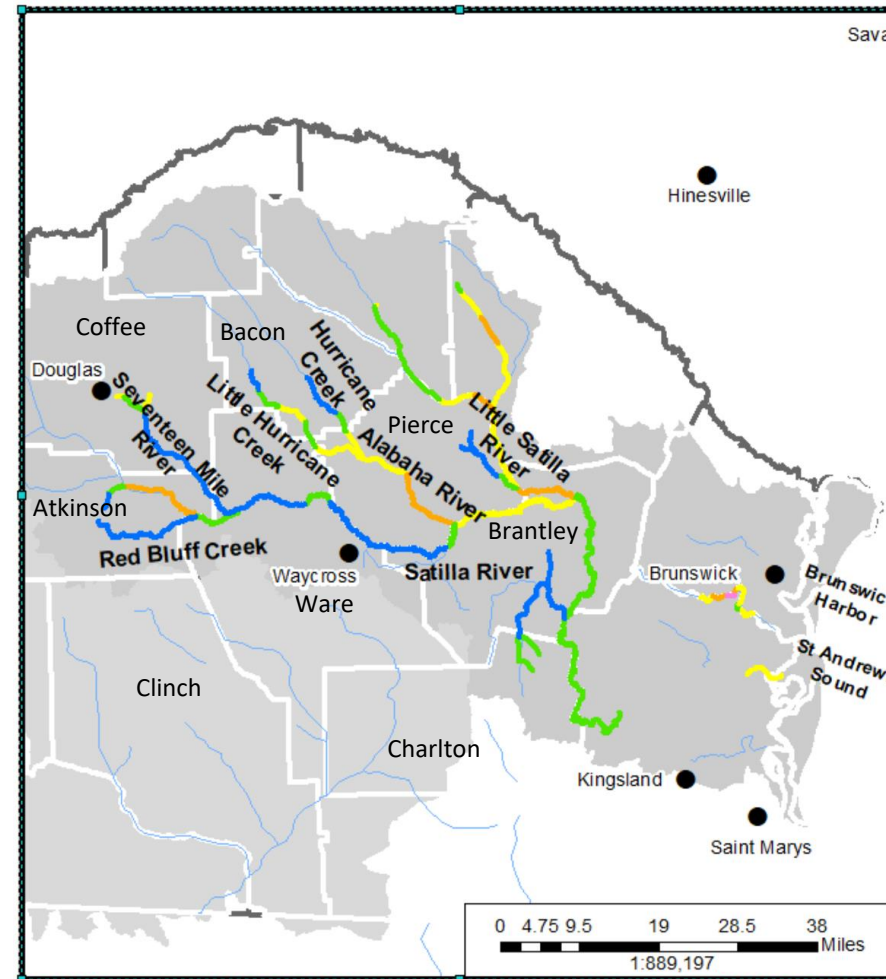 Sava
Hinesville
Coffee
Bacon
Hurricane
Creek
Douglas
Seventeen Mile
River
Little Hurricane
Creek
Pierce
Little Satilla
River
Alabaha River
Atkinson
Brantley
Red Bluff Creek
Waycross
Satilla River
Brunswick
Brunswic
Harbor
Ware
St Andrew
Sound
Clinch
Charlton
Kingsland
Saint Marys
0 4.75 9.5 19 28.5 38
Miles
1:889,197